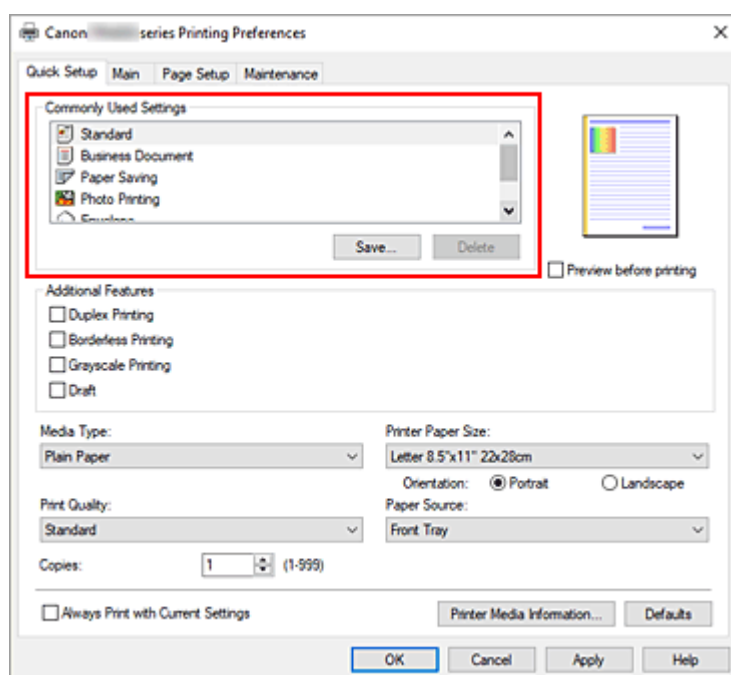 Canon series Printing Preferences
Quick Setup Main Page Setup Maintenance
Commonly Used Settings
Standard
Business Document
Paper Saving
Photo Printing
Save... Delete
Preview before printing
Additional Features
Duplex Printing
Borderless Printing
Grayscale Printing
Draft
Media Type: Printer Paper Size:
Plain Paper Letter 8.5"x11" 22x28cm
Orientation: Portrait Landscape
Print Quality: Paper Source:
Standard Front Tray
Copies: 1 (1-999)
Always Print with Current Settings Printer Media Information... Defaults
OK Cancel Apply Help